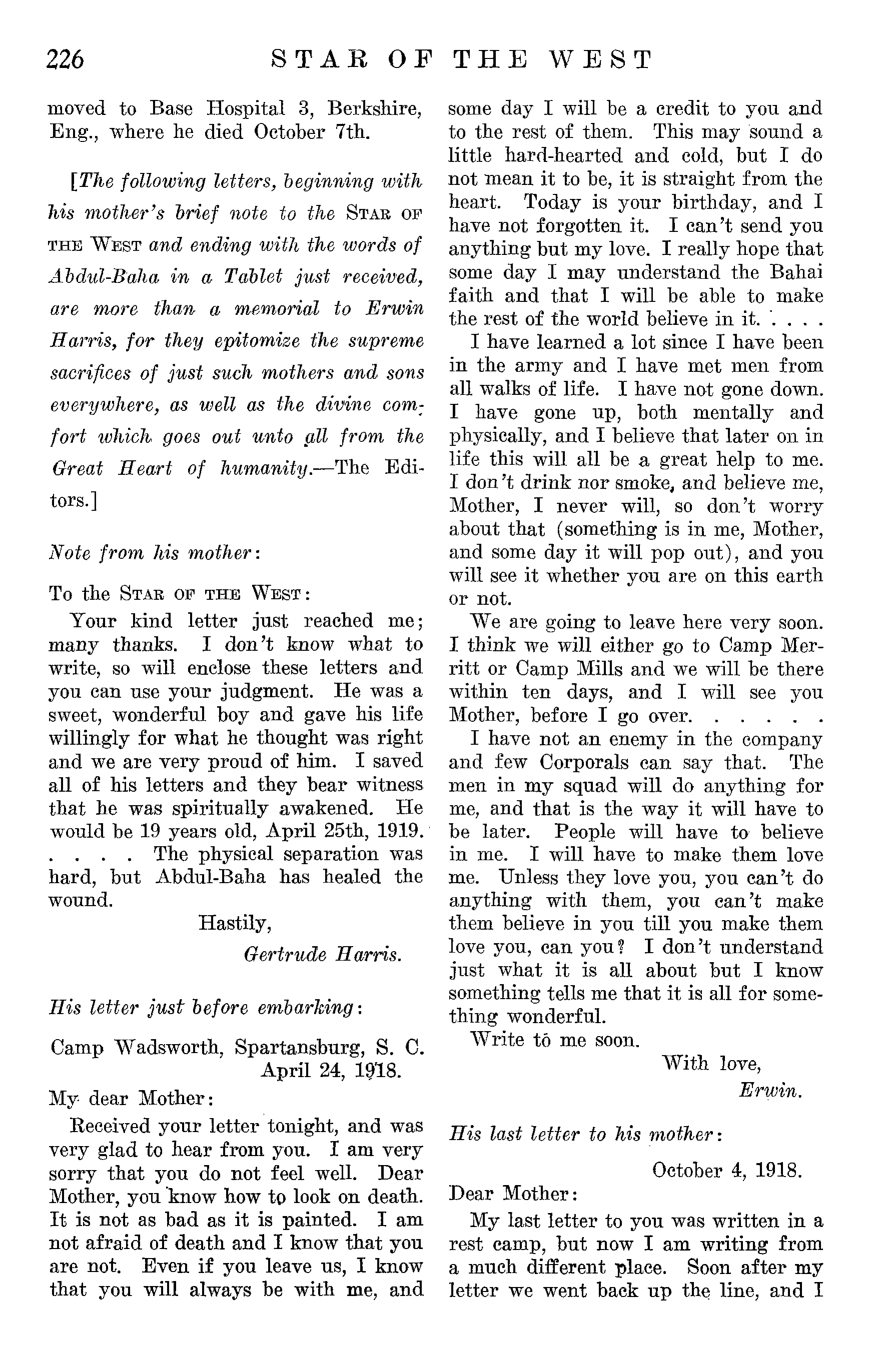 226 STAR OF THE WEST
moved to Base Hospital 3, Berkshire,
Eng., where he died October 7th.
[The following letters, beginning with
his mother's brief note to the STAR OF
THE WEST and ending with the words of
Abdul-Baha in a Tablet just received,
are more than a memorial to Erwin
Harris, for they epitomize the supreme
sacrifices of just such mothers and sons
everywhere, as well as the divine com-
fort which goes out unto all from the
Great Heart of humanity.—The Edi-
tors.]
Note from his mother:
To the STAR OF THE WEST:
Your kind letter just reached me;
many thanks. I don't know what to
write, so will enclose these letters and
you can use your judgment. He was a
sweet, wonderful boy and gave his life
willingly for what he thought was right
and we are very proud of him. I saved
all of his letters and they bear witness
that he was spiritually awakened. He
would be 19 years old, April 25th, 1919.
. . . . The physical separation was
hard, but Abdul-Baha has healed the
wound.
Hastily,
Gertrude Harris.
His letter just before embarking:
Camp Wadsworth, Spartansburg, S. C.
April 24, 1918.
My dear Mother:
Received your letter tonight, and was
very glad to hear from you. I am very
sorry that you do not feel well. Dear
Mother, you know how to look on death.
It is not as bad as it is painted. I am
not afraid of death and I know that you
are not. Even if you leave us, I know
that you will always be with me, and
some day I will be a credit to you and
to the rest of them. This may sound a
little hard-hearted and cold, but I do
not mean it to be, it is straight from the
heart. Today is your birthday, and I
have not forgotten it. I can't send you
anything but my love. I really hope that
some day I may understand the Bahai
faith and that I will be able to make
the rest of the world believe in it. . . . .
I have learned a lot since I have been
in the army and I have met men from
all walks of life. I have not gone down.
I have gone up, both mentally and
physically, and I believe that later on in
life this will all be a great help to me.
I don't drink nor smoke, and believe me,
Mother, I never will, so don't worry
about that (something is in me, Mother,
and some day it will pop out), and you
will see it whether you are on this earth
or not.
We are going to leave here very soon.
I think we will either go to Camp Mer-
ritt or Camp Mills and we will be there
within ten days, and I will see you
Mother, before I go over. . . . . . .
I have not an enemy in the company
and few Corporals can say that. The
men in my squad will do anything for
me, and that is the way it will have to
be later. People will have to believe
in me. I will have to make them love
me. Unless they love you, you can't do
anything with them, you can't make
them believe in you till you make them
love you, can you? I don't understand
just what it is all about but I know
something tells me that it is all for some-
thing wonderful.
Write to me soon.
With love,
Erwin.
His last letter to his mother:
October 4, 1918.
Dear Mother:
My last letter to you was written in a
rest camp, but now I am writing from
a much different place. Soon after my
letter we went back up the line, and I